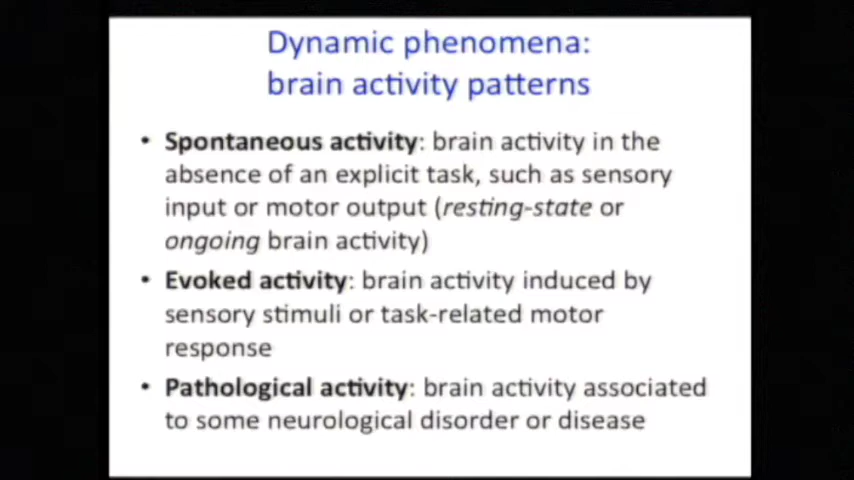 Dynamic phenomena:
brain activity patterns
• Spontaneous activity: brain activity in the
absence of an explicit task, such as sensory
input or motor output (resting-state or
ongoing brain activity)
• Evoked activity: brain activity induced by
sensory stimuli or task-related motor
response
• Pathological activity: brain activity associated
to some neurological disorder or disease